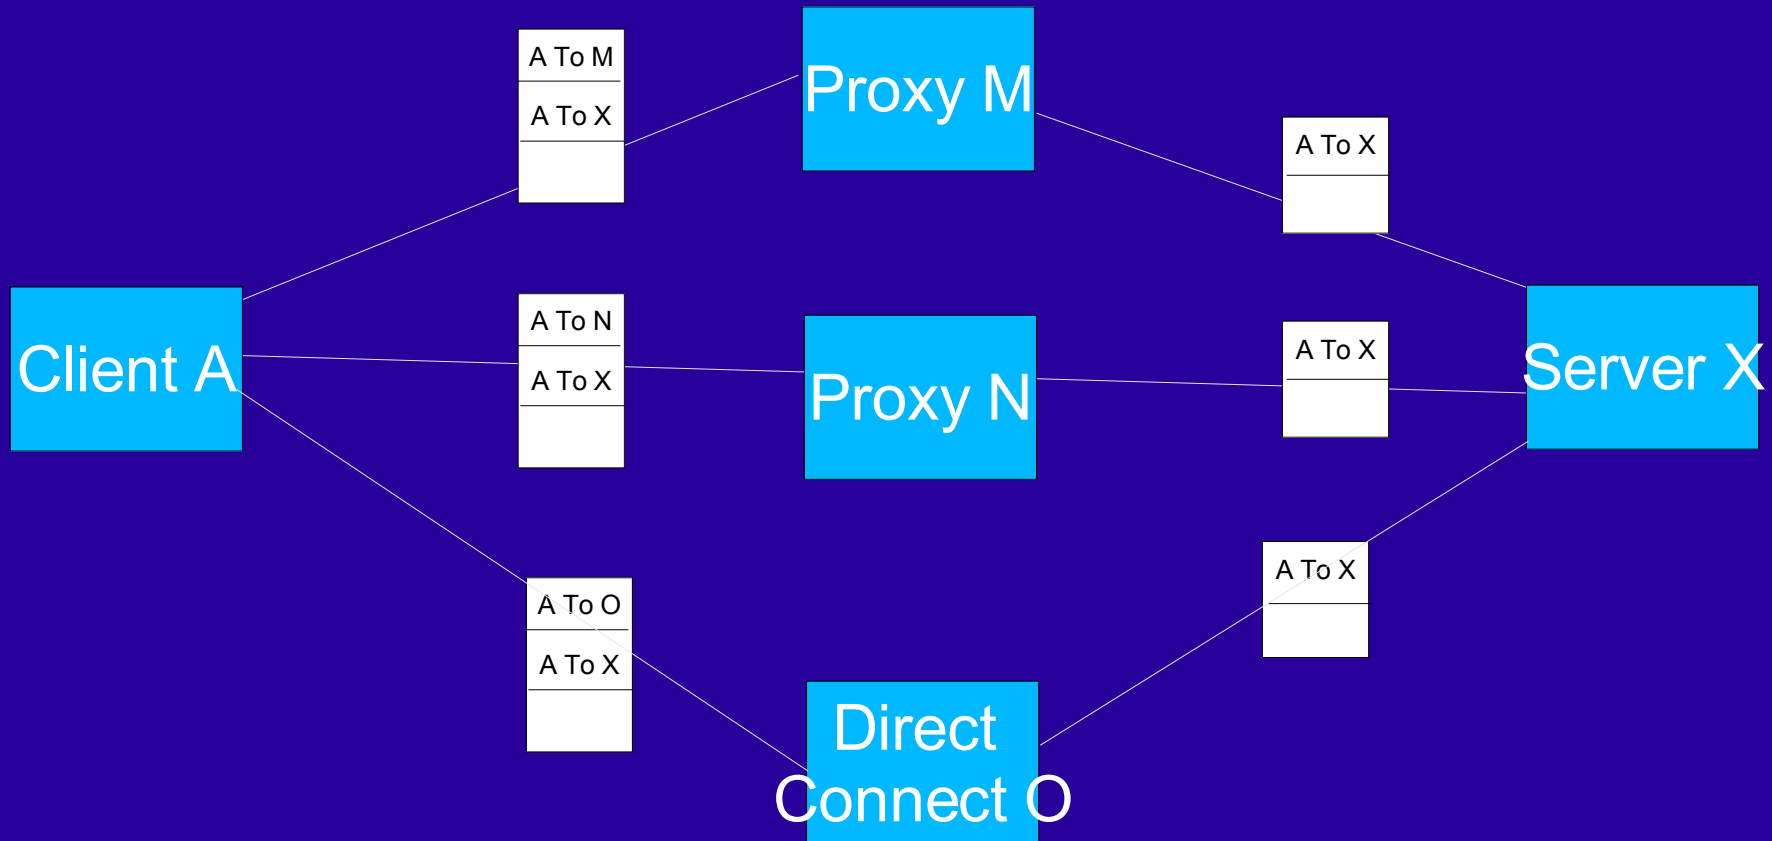 A To M
A To X
Proxy M
A To X
Client A
A To N
A To X
Proxy N
A To X
Server X
A To O
A To X
Direct
Connect O
A To X